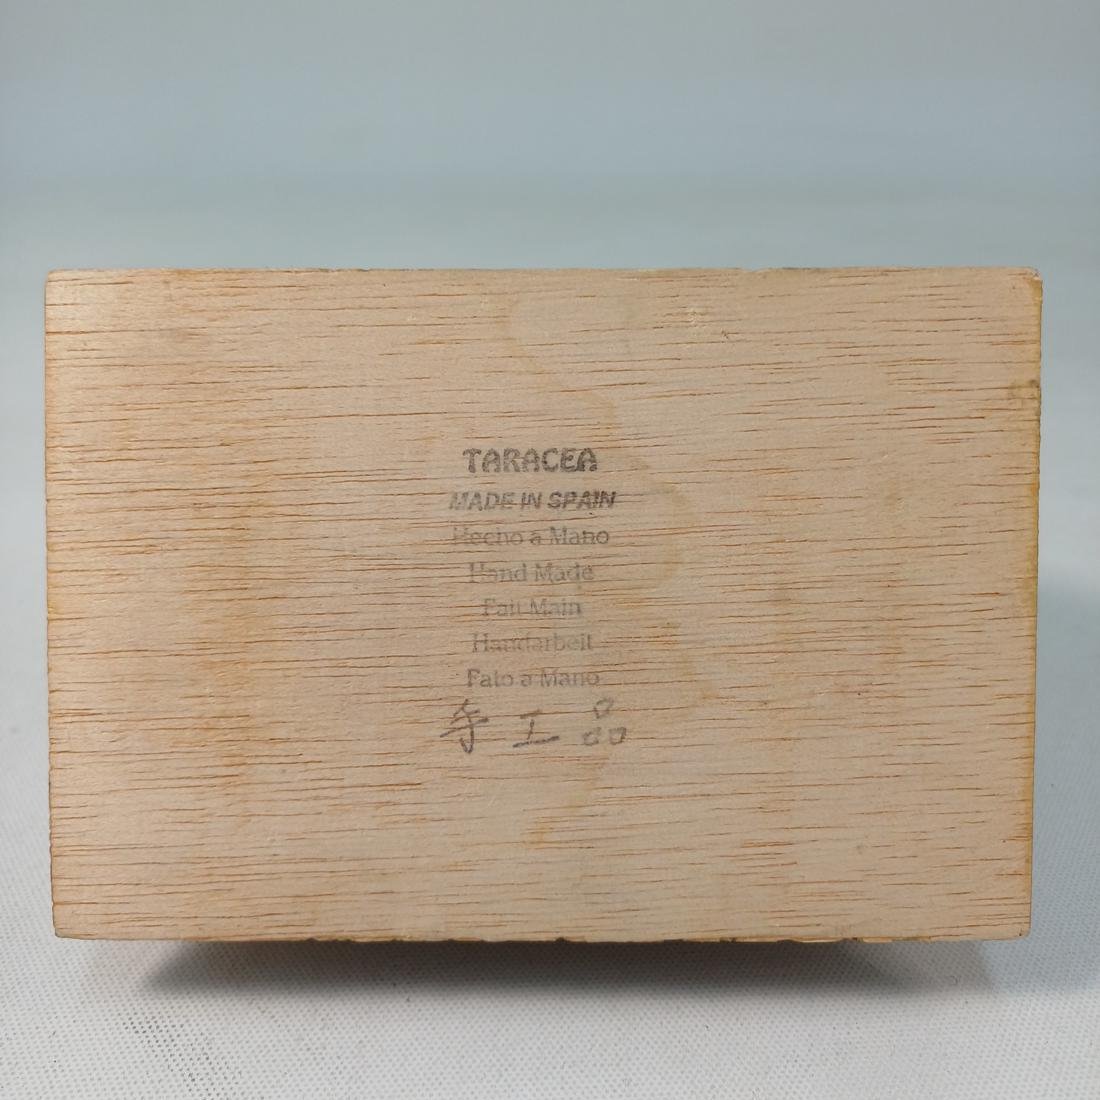 TARACEA
MADE IN SPAIN
Hecho a Mano
Hand Made
Fait Main
Handarbeit
Fato a Mano
手工品